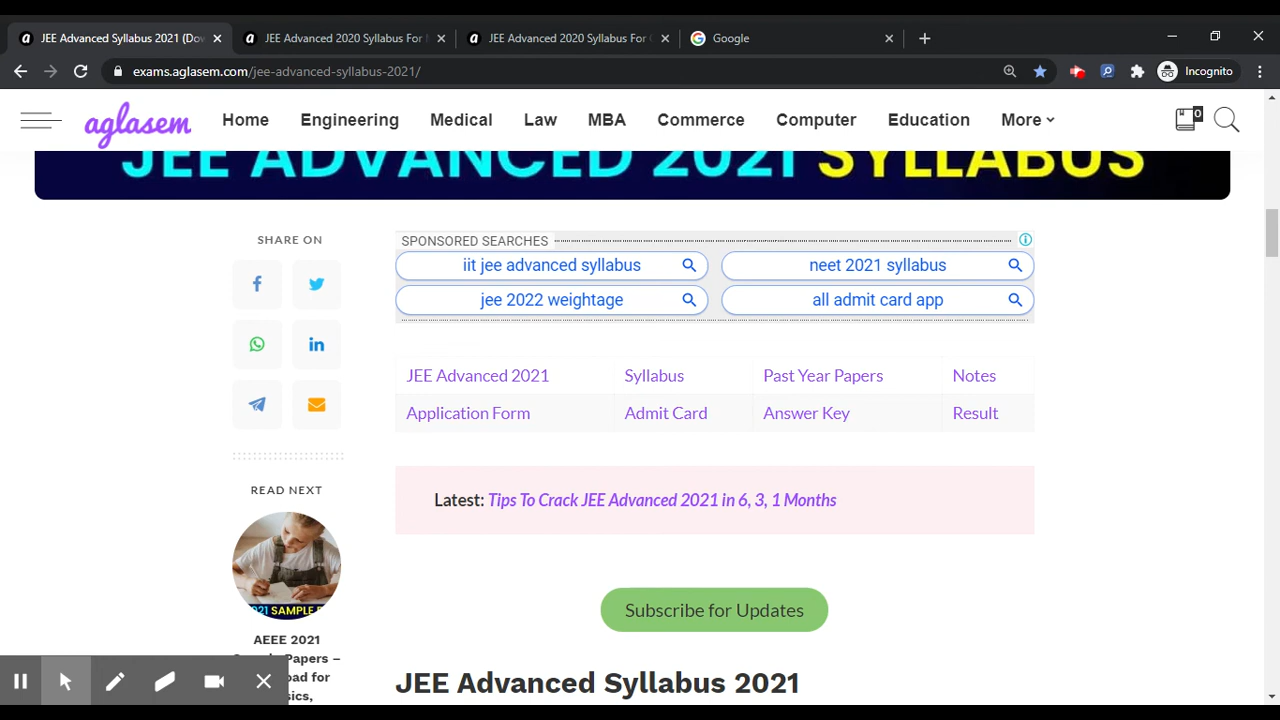 JEE Advanced Syllabus 2021 (Dow
JEE Advanced 2020 Syllabus For
JEE Advanced 2020 Syllabus For
Google
exams.aglasem.com/jee-advanced-syllabus-2021/
Incognito
aglasem
Home Engineering Medical Law MBA Commerce Computer Education More
0
JEE ADVANCED 2021 SYLLABUS
SHARE ON
SPONSORED SEARCHES
iit jee advanced syllabus
neet 2021 syllabus
jee 2022 weightage
all admit card app
JEE Advanced 2021 Syllabus Past Year Papers Notes
Application Form Admit Card Answer Key Result
READ NEXT
Latest: Tips To Crack JEE Advanced 2021 in 6, 3, 1 Months
Subscribe for Updates
AEEE 2021
Papers –
JEE Advanced Syllabus 2021